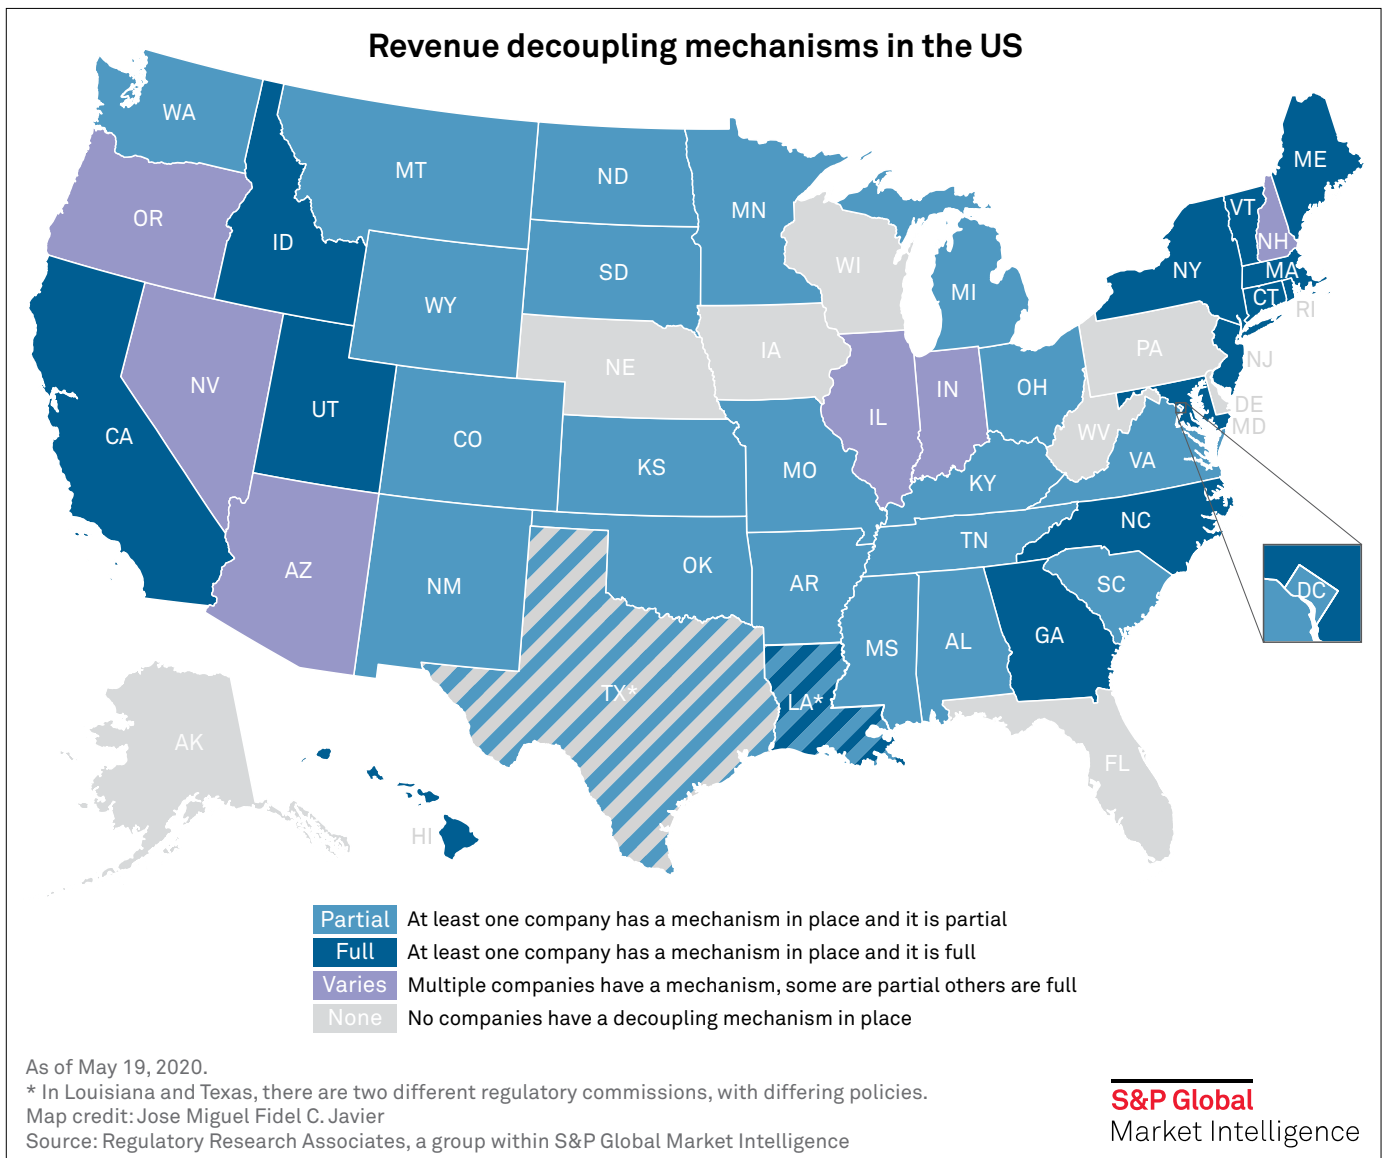 Revenue decoupling mechanisms in the US
WA
MT
ND
MN
ME
OR
ID
SD
WI
VT
NH
NY
MA
WY
MI
CT
RI
NE
IA
PA
NJ
NV
UT
CO
IL
IN
OH
DE
MD
CA
KS
MO
WV
VA
KY
NC
AZ
NM
OK
AR
TN
SC
DC
MS
AL
GA
TX*
LA*
AK
FL
HI
Partial At least one company has a mechanism in place and it is partial
Full At least one company has a mechanism in place and it is full
Varies Multiple companies have a mechanism, some are partial others are full
None No companies have a decoupling mechanism in place
As of May 19, 2020.
* In Louisiana and Texas, there are two different regulatory commissions, with differing policies.
Map credit: Jose Miguel Fidel C. Javier
Source: Regulatory Research Associates, a group within S&P Global Market Intelligence
S&P Global
Market Intelligence